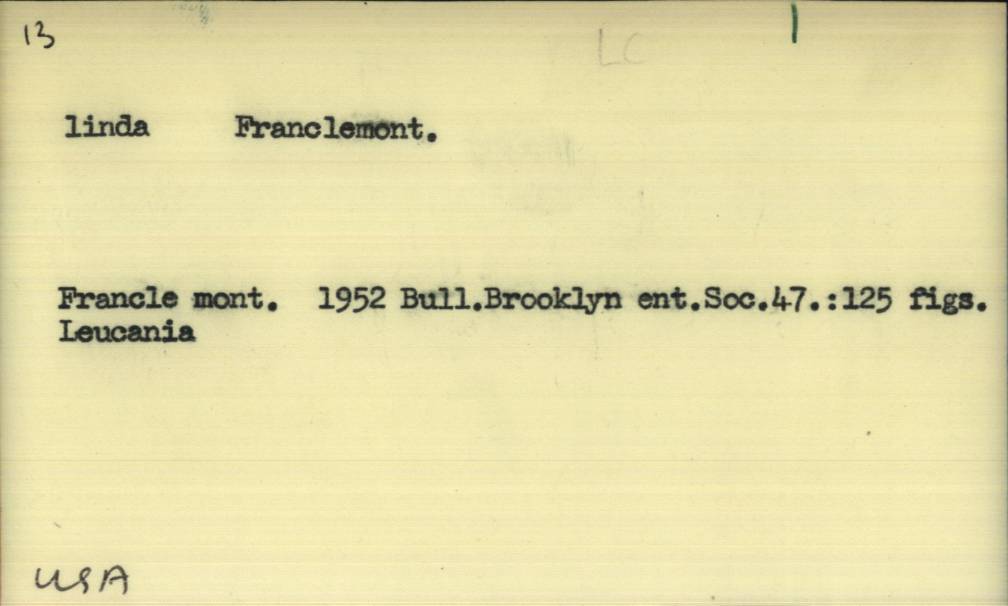 13
LC
linda Franclemont.
Francle mont. 1952 Bull.Brooklyn ent.Soc.47.:125 figs.
Leucania
USA